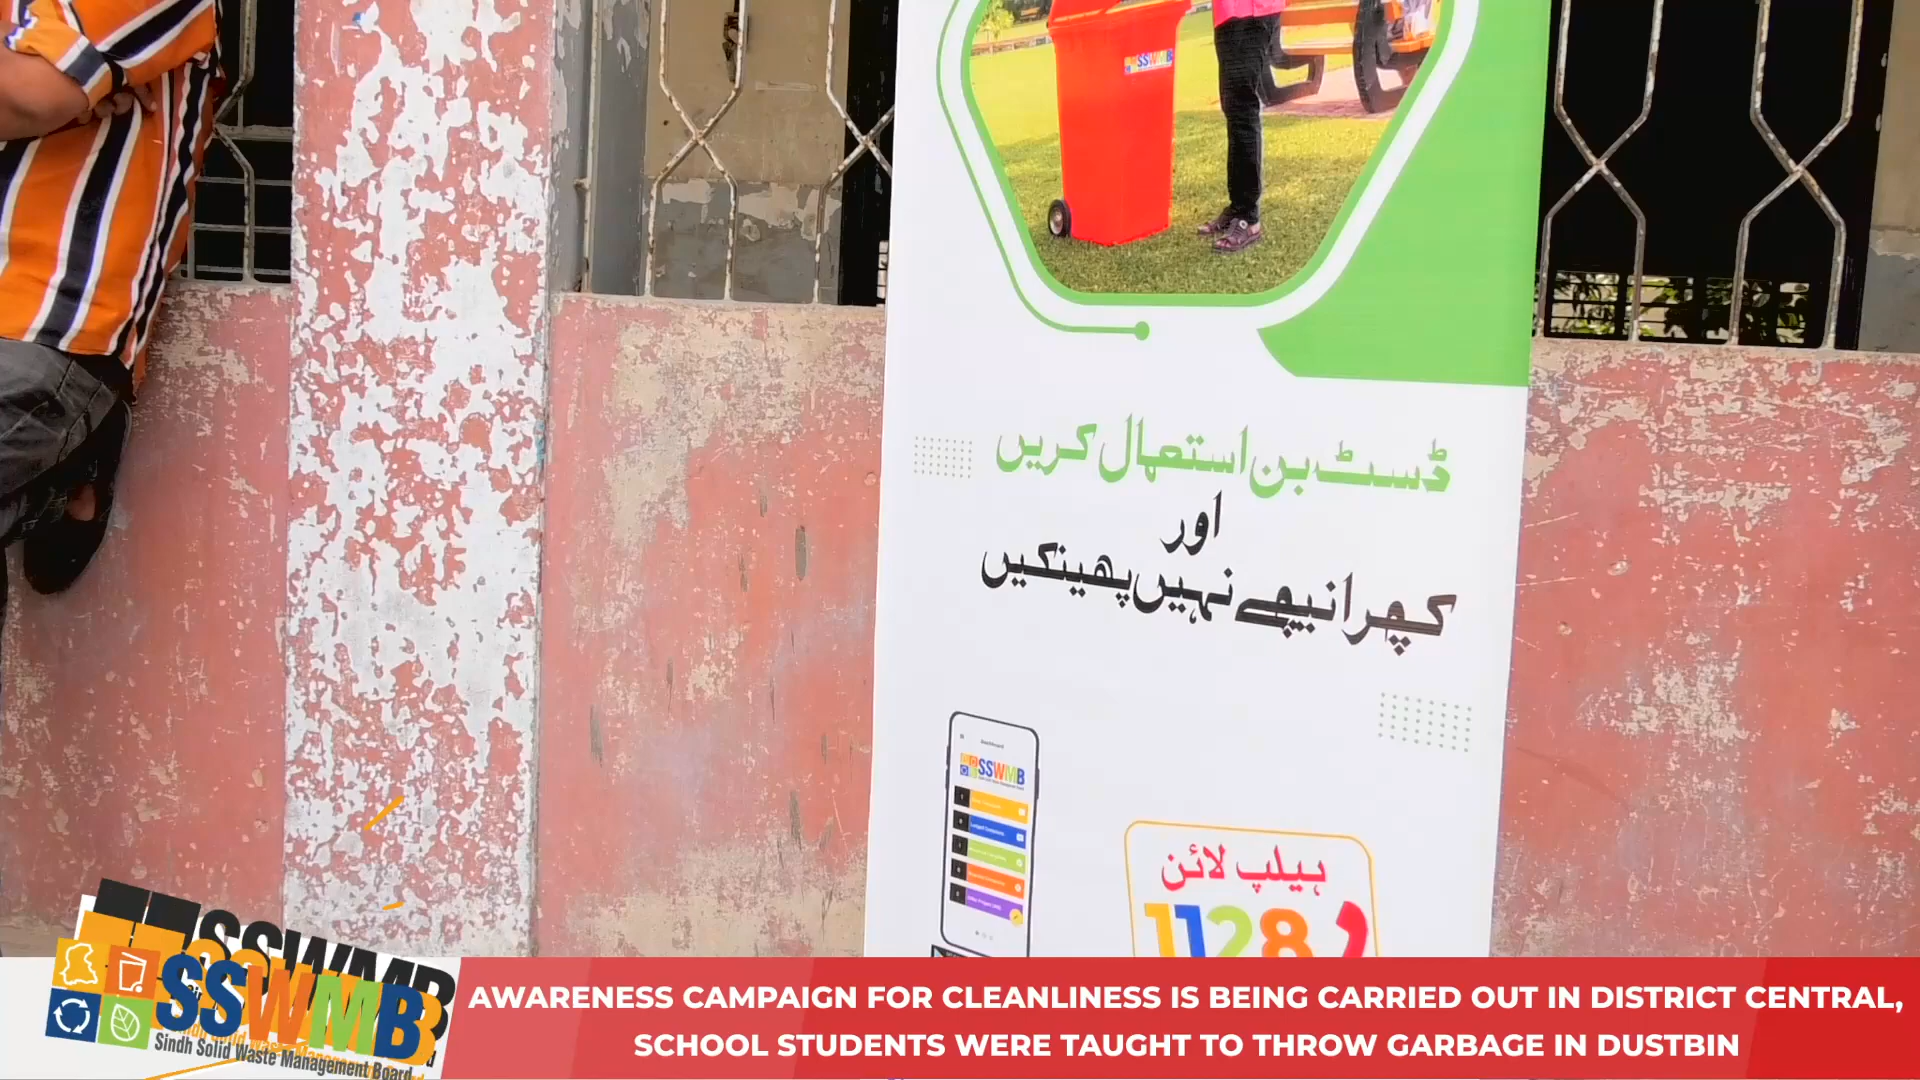 SSWMB
ڈسٹ بن استعمال کریں
اور
کچرا نیچے نہیں پھینکیں
SSWMB
ہیلپ لائن
1128
SSWMB
Sindh Solid Waste Management Board
AWARENESS CAMPAIGN FOR CLEANLINESS IS BEING CARRIED OUT IN DISTRICT CENTRAL,
SCHOOL STUDENTS WERE TAUGHT TO THROW GARBAGE IN DUSTBIN